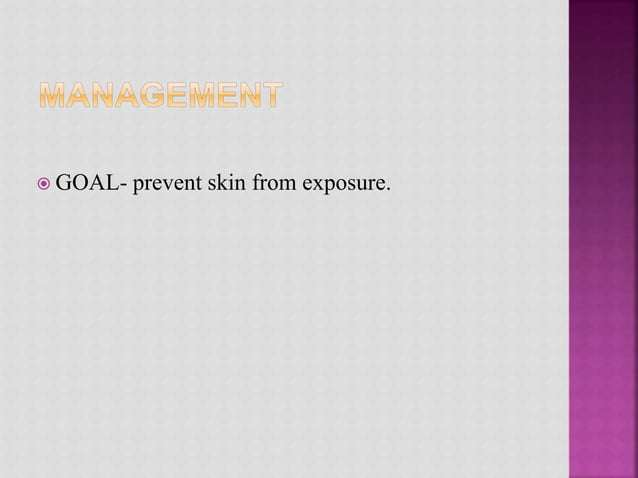 MANAGEMENT
GOAL- prevent skin from exposure.